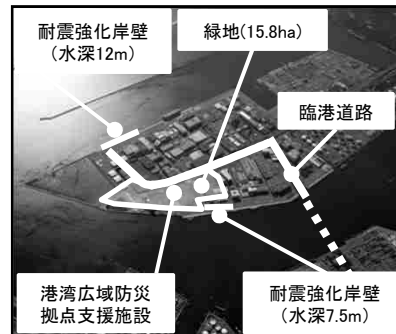 耐震強化岸壁
（水深12m）
緑地(15.8ha)
臨港道路
港湾広域防災
拠点支援施設
耐震強化岸壁
（水深7.5m）